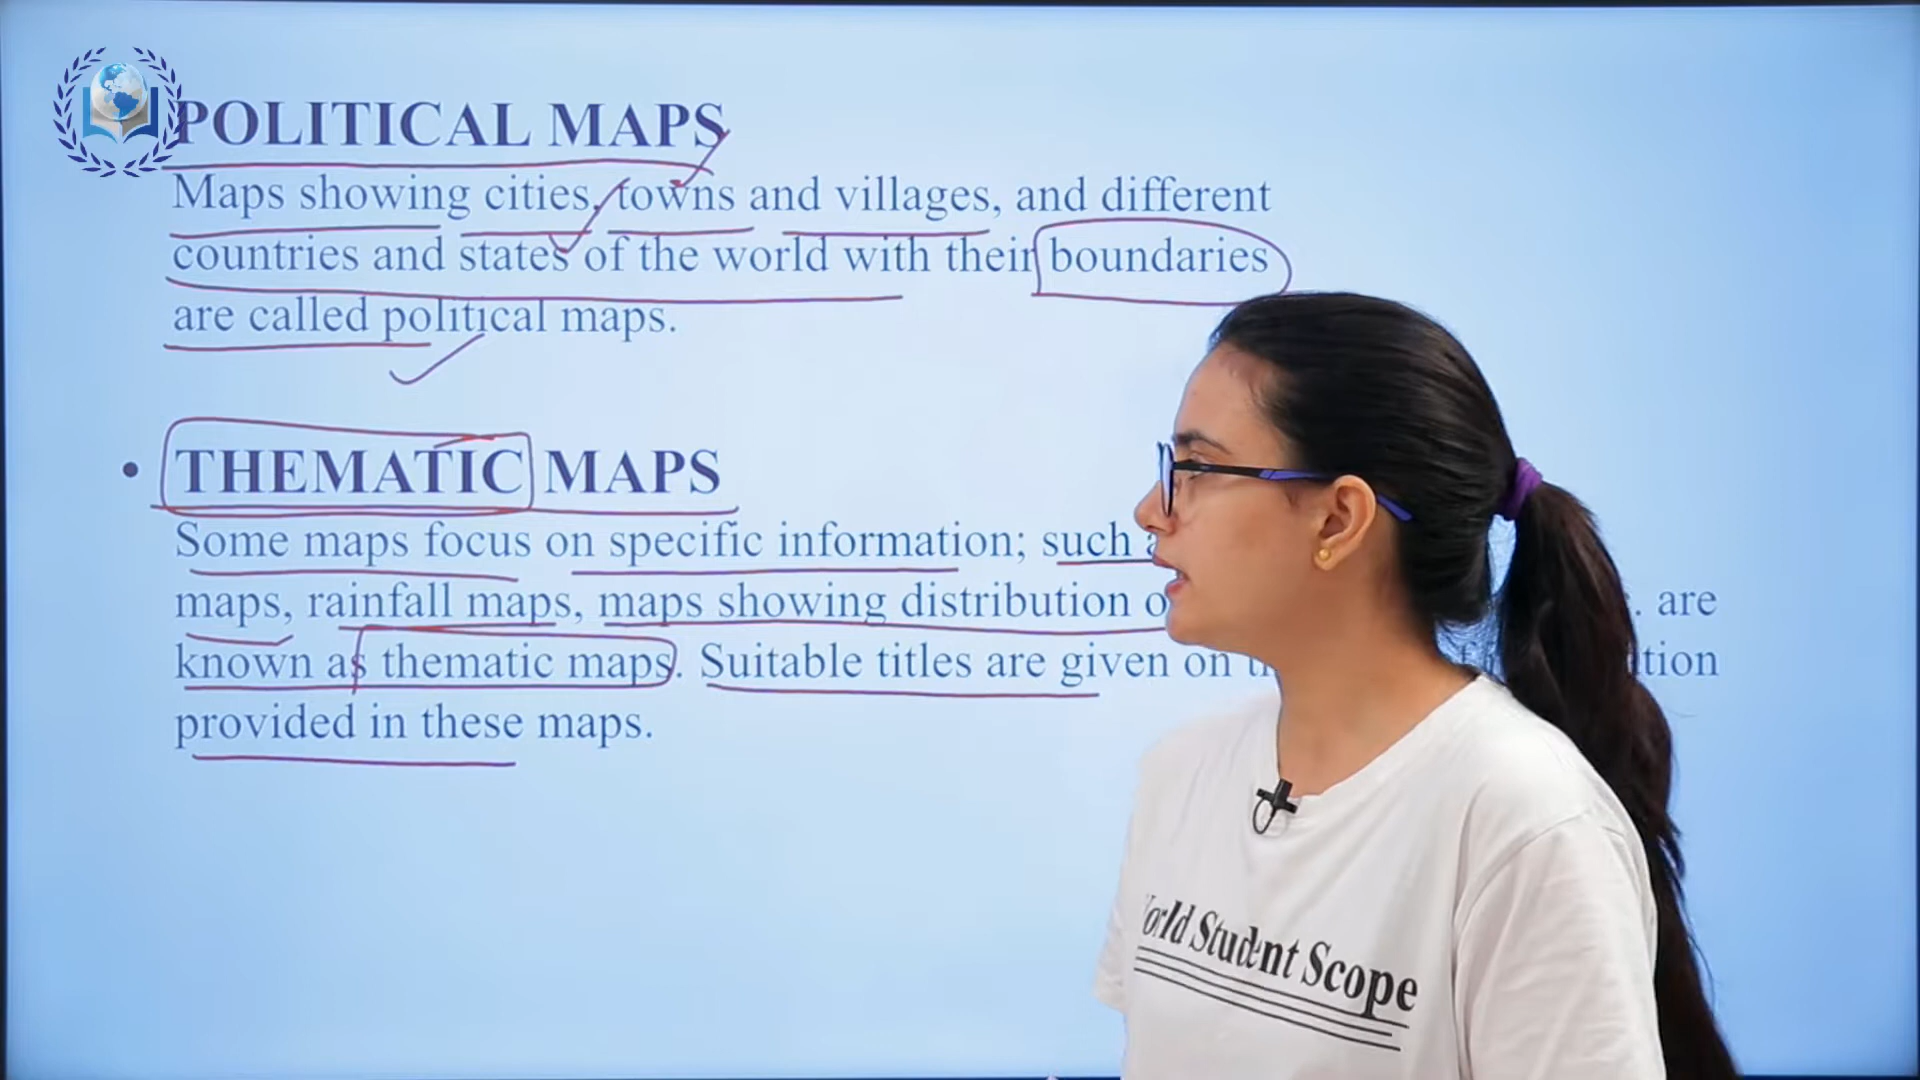 POLITICAL MAPS
Maps showing cities, towns and villages, and different
countries and states of the world with their boundaries
are called political maps.
• THEMATIC MAPS
Some maps focus on specific information; such
maps, rainfall maps, maps showing distribution . are
known as thematic maps. Suitable titles are given on tion
provided in these maps.
orld Student Scope